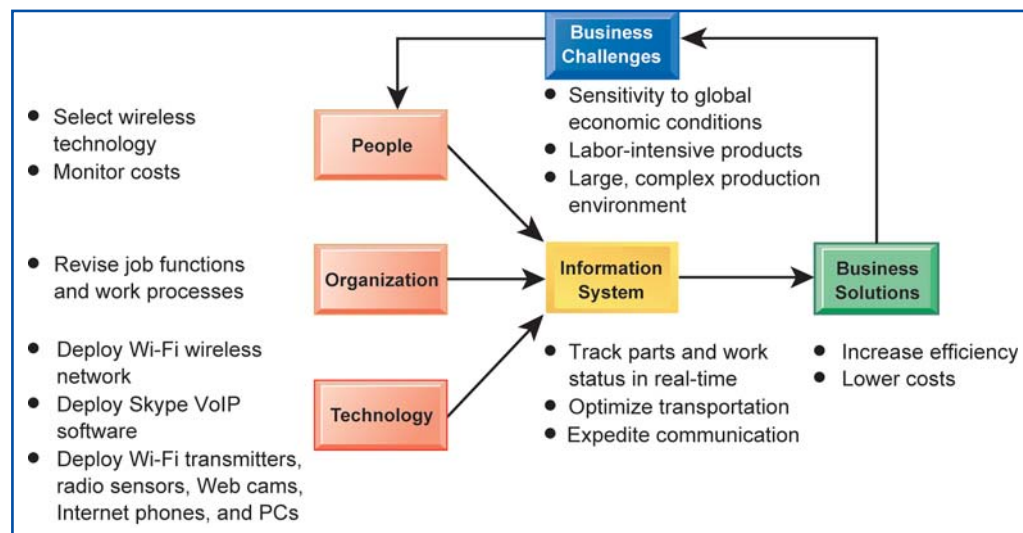 Business
Challenges
● Sensitivity to global
economic conditions
● Labor-intensive products
● Large, complex production
environment
● Select wireless
technology
● Monitor costs
People
● Revise job functions
and work processes
Organization
● Deploy Wi-Fi wireless
network
● Deploy Skype VoIP
software
● Deploy Wi-Fi transmitters,
radio sensors, Web cams,
Internet phones, and PCs
Technology
Information
System
● Track parts and work
status in real-time
● Optimize transportation
● Expedite communication
Business
Solutions
● Increase efficiency
● Lower costs